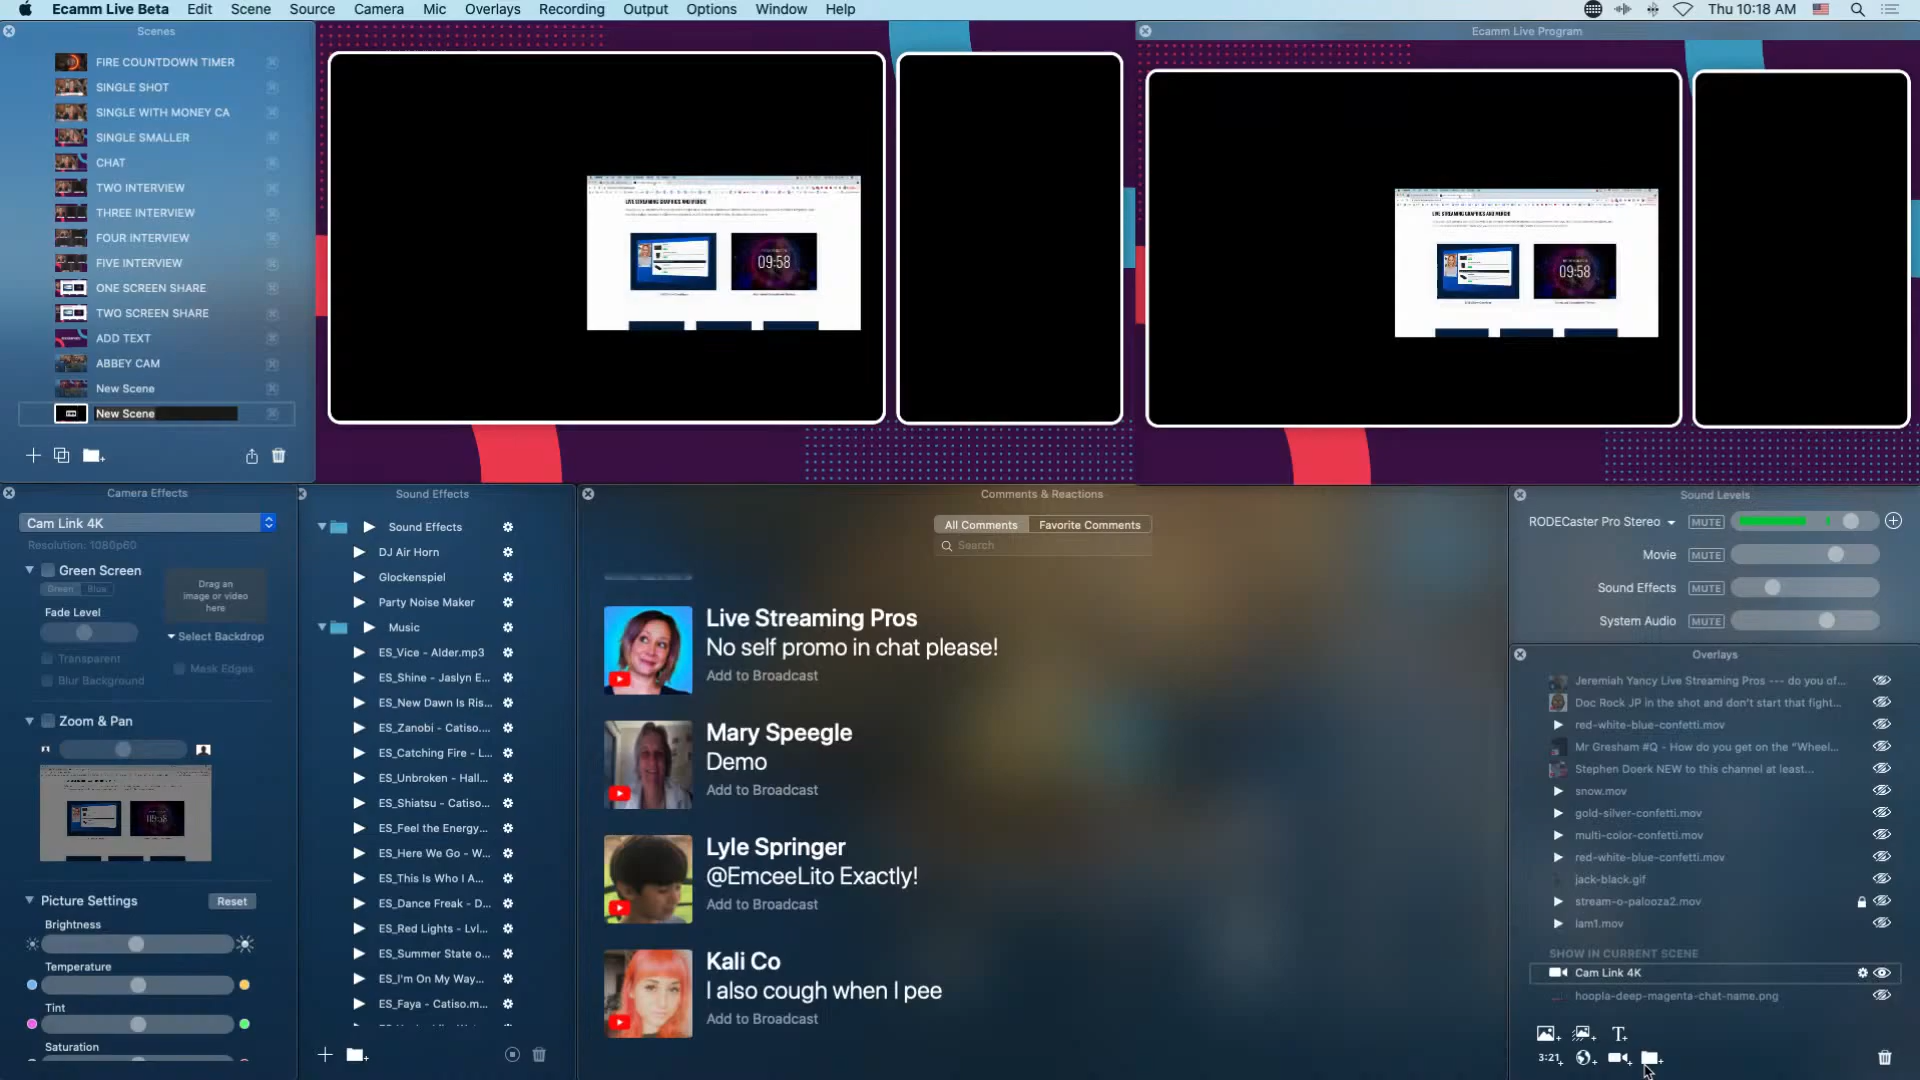 Ecamm Live Beta Edit Scene Source Camera Mic Overlays Recording Output Options Window Help Thu 10:18 AM
Scenes
FIRE COUNTDOWN TIMER
SINGLE SHOT
SINGLE WITH MONEY CA
SINGLE SMALLER
CHAT
TWO INTERVIEW
THREE INTERVIEW
FOUR INTERVIEW
FIVE INTERVIEW
ONE SCREEN SHARE
TWO SCREEN SHARE
ADD TEXT
ABBEY CAM
New Scene
New Scene
LIVE STREAMING GRAPHICS AND MERCH
09:58
Ecamm Live Program
LIVE STREAMING GRAPHICS AND MERCH
09:58
Camera Effects
Cam Link 4K
Resolution: 1080p60
Green Screen
Green Blue
Drag an
image or video
here
Fade Level
Select Backdrop
Transparent
Mask Edges
Blur Background
Zoom & Pan
Picture Settings Reset
Brightness
Temperature
Tint
Saturation
Sound Effects
Sound Effects
DJ Air Horn
Glockenspiel
Party Noise Maker
Music
ES_Vice - Alder.mp3
ES_Shine - Jaslyn E...
ES_New Dawn Is Ris...
ES_Zanobi - Catiso....
ES_Catching Fire - L...
ES_Unbroken - Hall...
ES_Shiatsu - Catiso...
ES_Feel the Energy...
ES_Here We Go - W...
ES_This Is Who I A...
ES_Dance Freak - D...
ES_Red Lights - Lvl...
ES_Summer State o...
ES_I'm On My Way...
ES_Faya - Catiso.m...
Comments & Reactions
All Comments Favorite Comments
Search
Live Streaming Pros
No self promo in chat please!
Add to Broadcast
Mary Speegle
Demo
Add to Broadcast
Lyle Springer
@EmceeLito Exactly!
Add to Broadcast
Kali Co
I also cough when I pee
Add to Broadcast
Sound Levels
RODECaster Pro Stereo MUTE
Movie MUTE
Sound Effects MUTE
System Audio MUTE
Overlays
Jeremiah Yancy Live Streaming Pros --- do you of...
Doc Rock JP in the shot and don't start that fight...
red-white-blue-confetti.mov
Mr Gresham #Q - How do you get on the "Wheel...
Stephen Doerk NEW to this channel at least...
snow.mov
gold-silver-confetti.mov
multi-color-confetti.mov
red-white-blue-confetti.mov
jack-black.gif
stream-o-palooza2.mov
lam1.mov
SHOW IN CURRENT SCENE
Cam Link 4K
hoopla-deep-magenta-chat-name.png
3:21